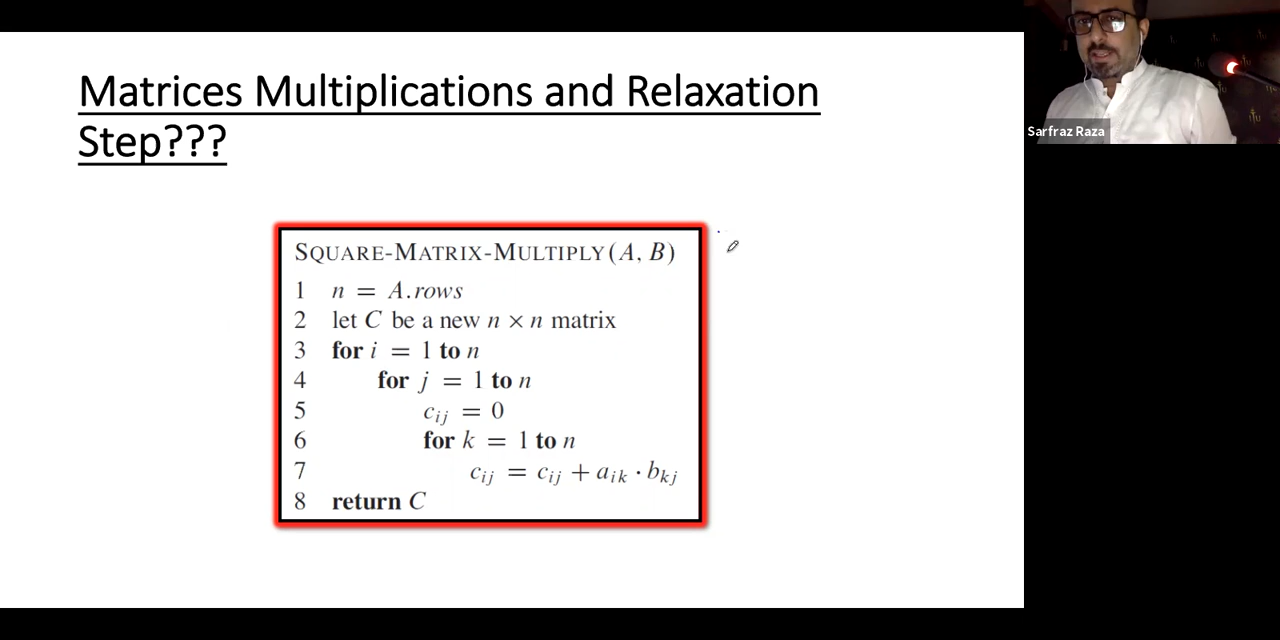 Matrices Multiplications and Relaxation
Step???
SQUARE-MATRIX-MULTIPLY(A, B)
1 n = A.rows
2 let C be a new n × n matrix
3 for i = 1 to n
4 for j = 1 to n
5 cᵢⱼ = 0
6 for k = 1 to n
7 cᵢⱼ = cᵢⱼ + aᵢₖ · bₖⱼ
8 return C
Sarfraz Raza